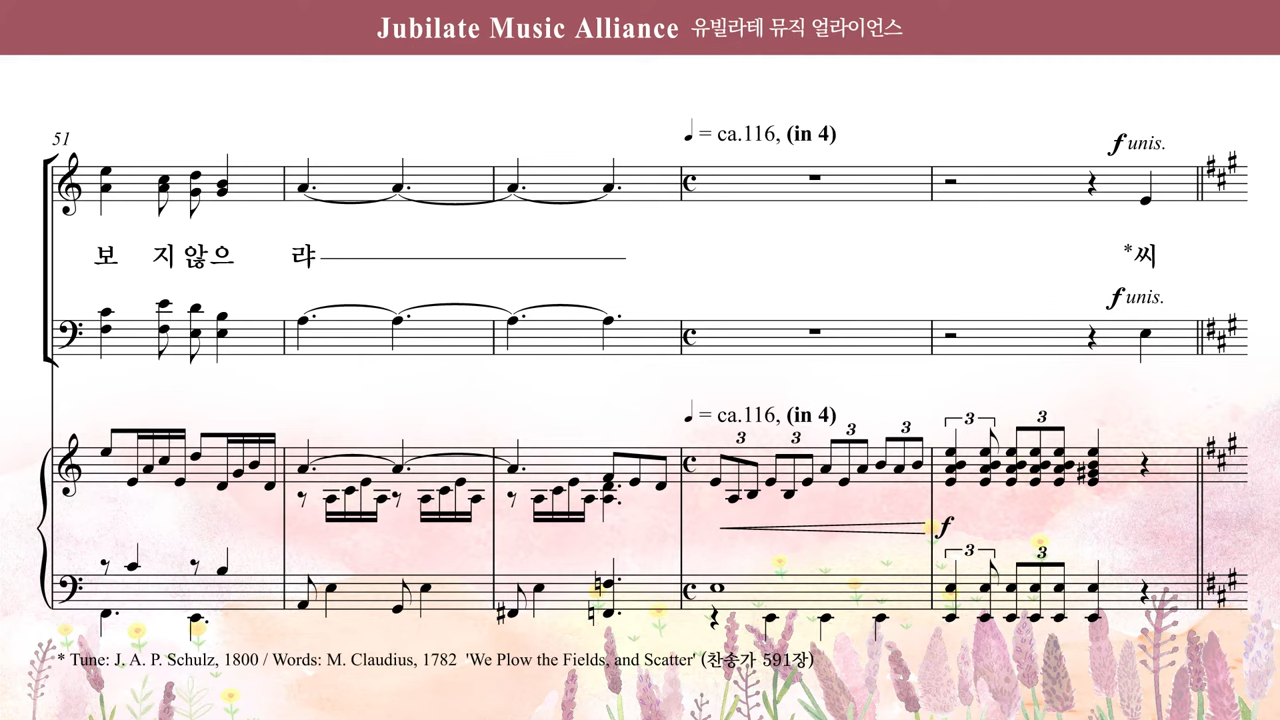 Jubilate Music Alliance 유빌라테 뮤직 얼라이언스
51
♩ = ca.116, (in 4)
f unis.
보 지 않 으 랴 *씨
f unis.
♩ = ca.116, (in 4)
3 3 3 3 3 3
f
3 3
* Tune: J. A. P. Schulz, 1800 / Words: M. Claudius, 1782 'We Plow the Fields, and Scatter' (찬송가 591장)